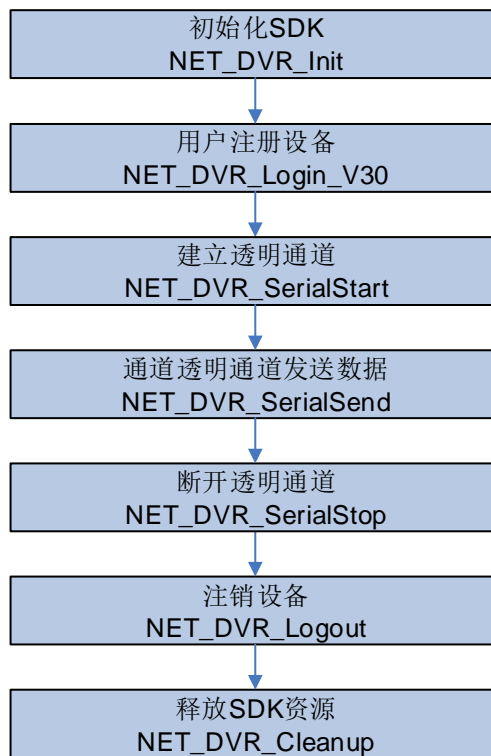 初始化SDK
NET_DVR_Init
用户注册设备
NET_DVR_Login_V30
建立透明通道
NET_DVR_SerialStart
通道透明通道发送数据
NET_DVR_SerialSend
断开透明通道
NET_DVR_SerialStop
注销设备
NET_DVR_Logout
释放SDK资源
NET_DVR_Cleanup